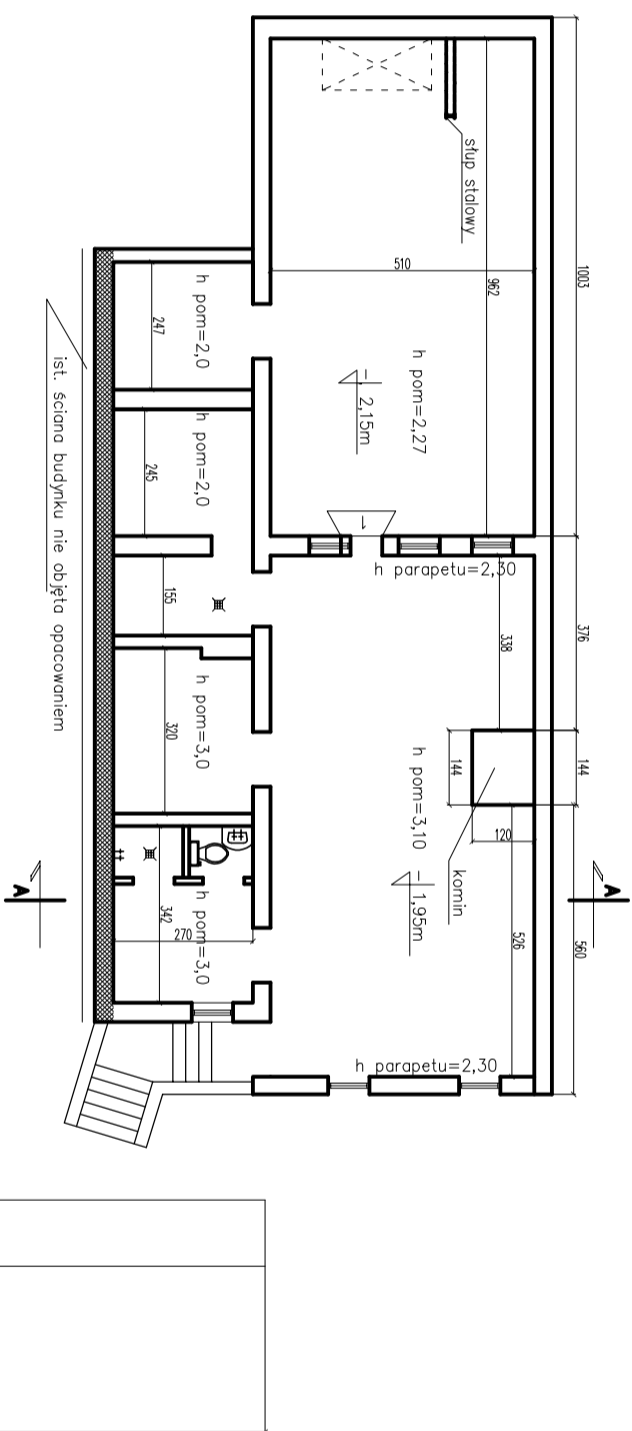 1003
376
144
560
962
510
338
144
120
526
słup stalowy
h pom=2,27
- 2,15m
1
h parapetu=2,30
h pom=3,10
- 1,95m
komin
h parapetu=2,30
h pom=2,0
247
h pom=2,0
245
155
h pom=3,0
320
h pom=3,0
342
270
A
A
ist. ściana budynku nie objęta opacowaniem